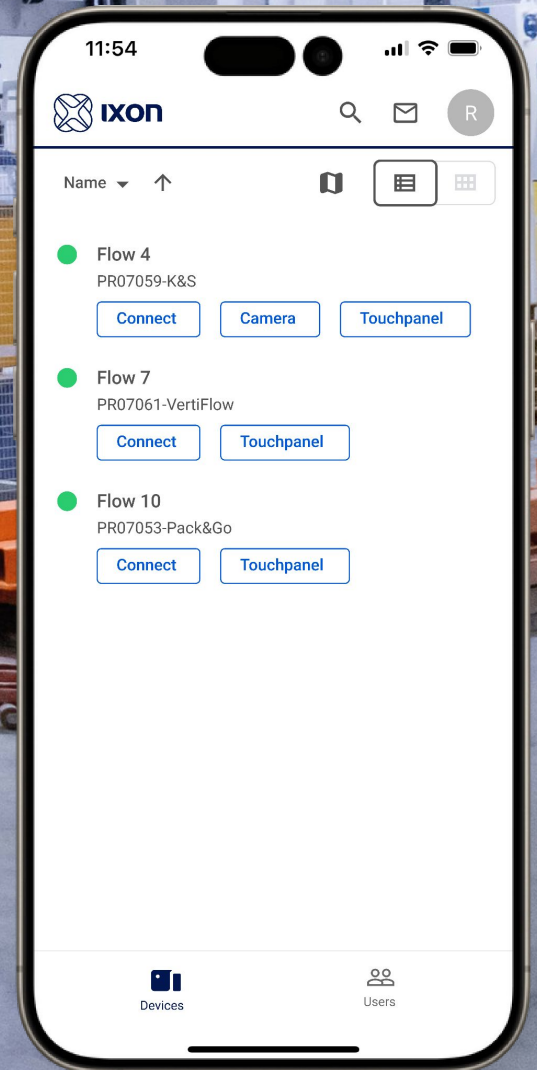 11:54
IXON
R
Name
Flow 4
PR07059-K&S
Connect Camera Touchpanel
Flow 7
PR07061-VertiFlow
Connect Touchpanel
Flow 10
PR07053-Pack&Go
Connect Touchpanel
Devices Users